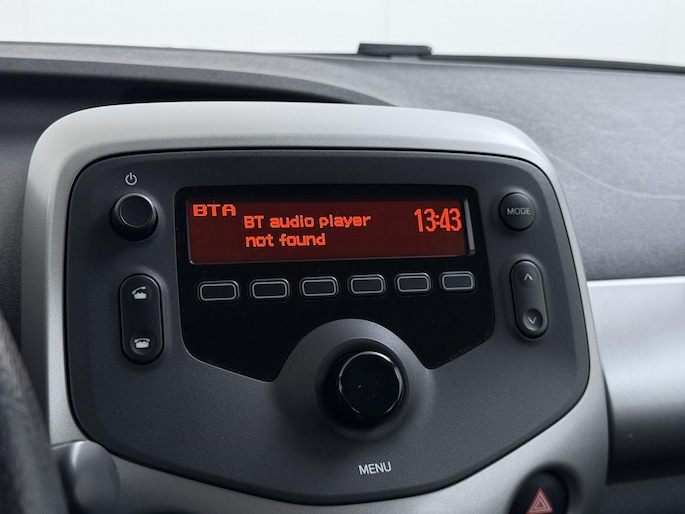 BTA
BT audio player
not found
13:43
MODE
MENU